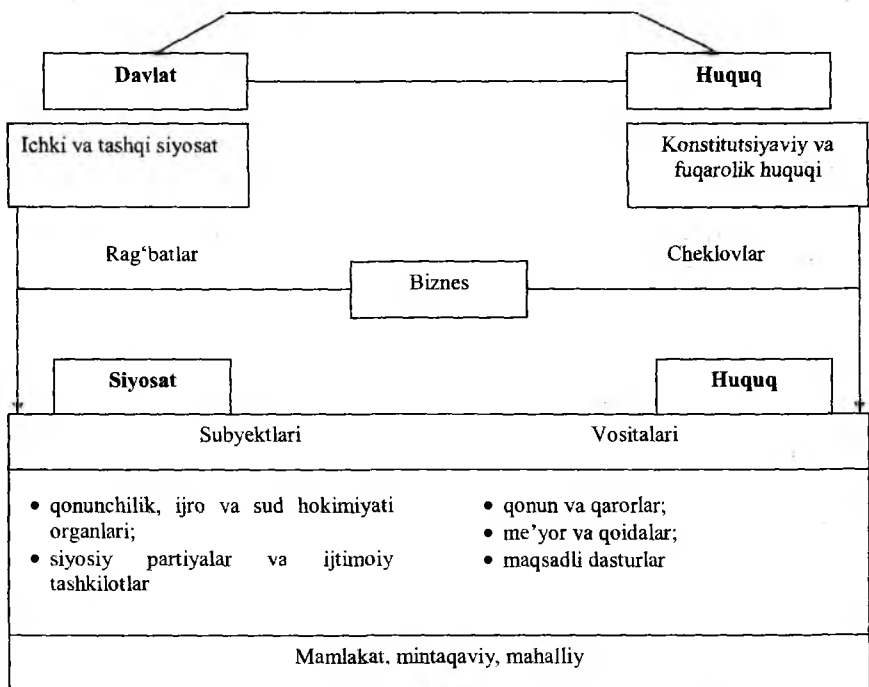 Davlat
Huquq
Ichki va tashqi siyosat
Konstitutsiyaviy va
fuqarolik huquqi
Rag‘batlar
Cheklovlar
Biznes
Siyosat
Huquq
Subyektlari
Vositalari
• qonunchilik, ijro va sud hokimiyati
organlari;
• siyosiy partiyalar va ijtimoiy
tashkilotlar
• qonun va qarorlar;
• me’yor va qoidalar;
• maqsadli dasturlar
Mamlakat, mintaqaviy, mahalliy